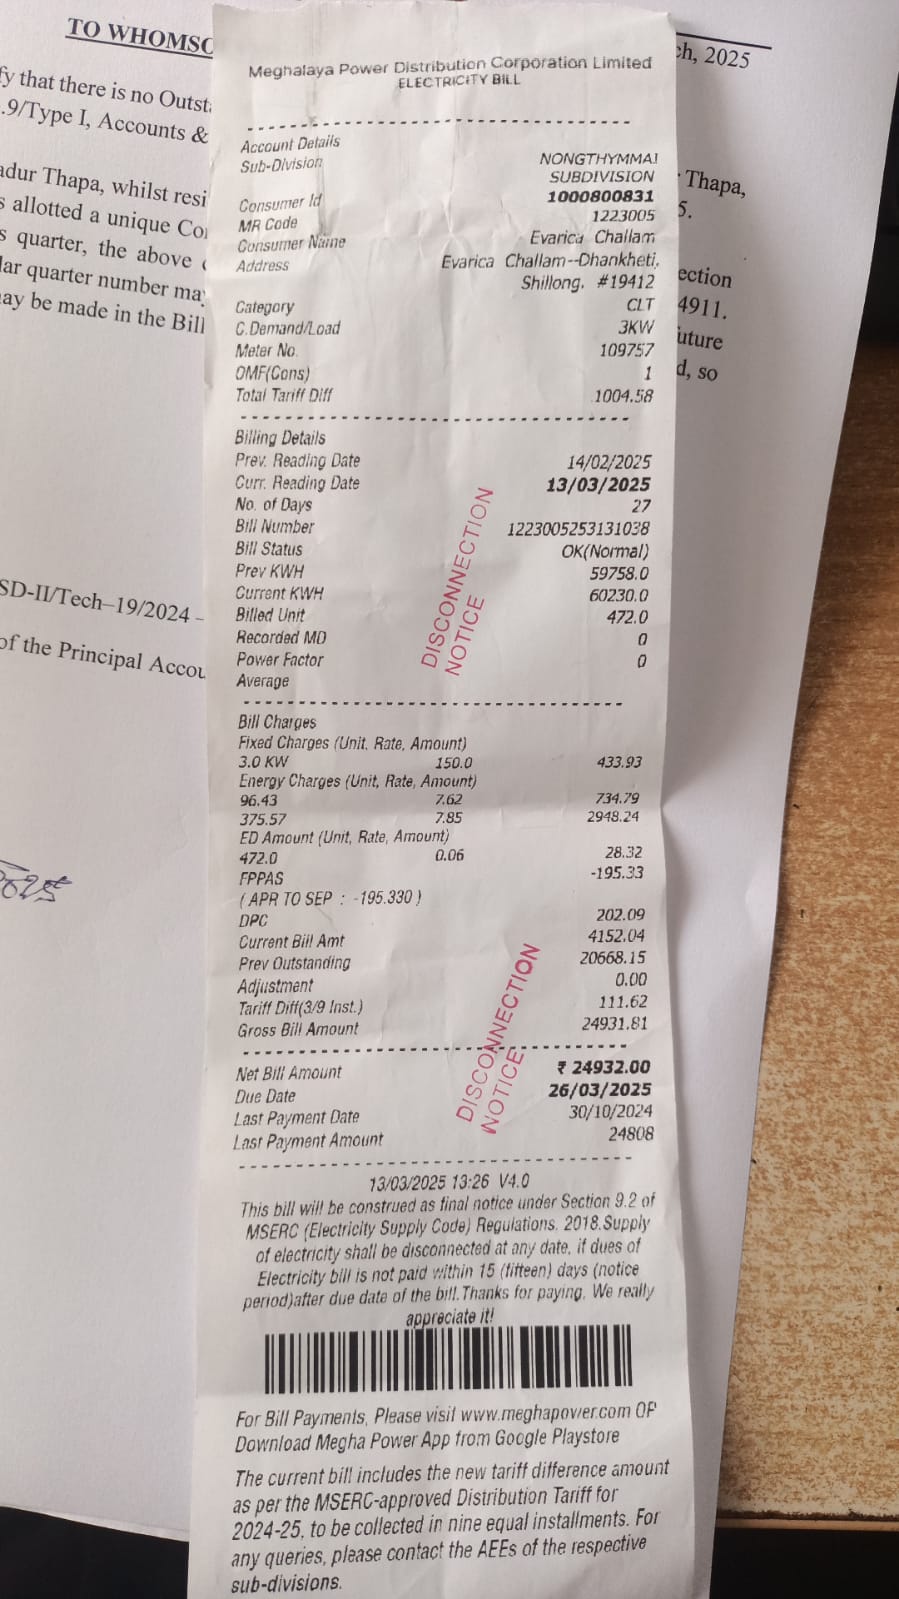 TO WHOMSO
ch, 2025
fy that there is no Outst
.9/Type I, Accounts &
adur Thapa, whilst resi
Thapa,
s allotted a unique Co
5.
s quarter, the above
ection
lar quarter number may
4911.
ay be made in the Bill
uture
d, so
SD-II/Tech–19/2024 –
of the Principal Accou
Meghalaya Power Distribution Corporation Limited
ELECTRICITY BILL
Account Details
Sub-Division NONGTHYMMAI
SUBDIVISION
Consumer Id 1000800831
MR Code 1223005
Consumer Name Evarica Challam
Address Evarica Challam--Dhankheti,
Shillong. #19412
Category CLT
C.Demand/Load 3KW
Meter No. 109757
OMF(Cons) 1
Total Tariff Diff 1004.58
Billing Details
Prev. Reading Date 14/02/2025
Curr. Reading Date 13/03/2025
No. of Days 27
Bill Number 1223005253131038
Bill Status OK(Normal)
Prev KWH 59758.0
Current KWH 60230.0
Billed Unit 472.0
Recorded MD 0
Power Factor 0
Average
DISCONNECTION
NOTICE
Bill Charges
Fixed Charges (Unit, Rate, Amount)
3.0 KW 150.0 433.93
Energy Charges (Unit, Rate, Amount)
96.43 7.62 734.79
375.57 7.85 2948.24
ED Amount (Unit, Rate, Amount)
472.0 0.06 28.32
FPPAS -195.33
( APR TO SEP : -195.330 )
DPC 202.09
Current Bill Amt 4152.04
Prev Outstanding 20668.15
Adjustment 0.00
Tariff Diff(3/9 Inst.) 111.62
Gross Bill Amount 24931.81
DISCONNECTION
NOTICE
Net Bill Amount ₹ 24932.00
Due Date 26/03/2025
Last Payment Date 30/10/2024
Last Payment Amount 24808
13/03/2025 13:26 V4.0
This bill will be construed as final notice under Section 9.2 of
MSERC (Electricity Supply Code) Regulations. 2018.Supply
of electricity shall be disconnected at any date, if dues of
Electricity bill is not paid within 15 (fifteen) days (notice
period)after due date of the bill.Thanks for paying. We really
appreciate it!
For Bill Payments, Please visit www.meghapower.com OR
Download Megha Power App from Google Playstore
The current bill includes the new tariff difference amount
as per the MSERC-approved Distribution Tariff for
2024-25, to be collected in nine equal installments. For
any queries, please contact the AEEs of the respective
sub-divisions.